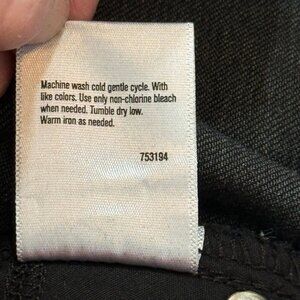 Machine wash cold gentle cycle. With
like colors. Use only non-chlorine bleach
when needed. Tumble dry low.
Warm iron as needed.
753194